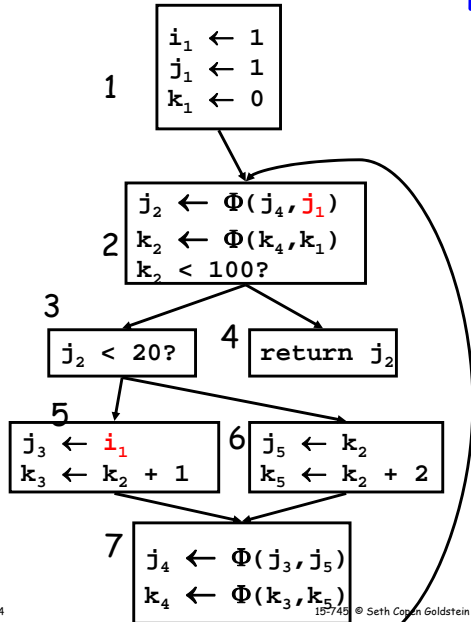 1
i₁ ← 1
j₁ ← 1
k₁ ← 0
2
j₂ ← Φ(j₄,j₁)
k₂ ← Φ(k₄,k₁)
k₂ < 100?
3
j₂ < 20?
4
return j₂
5
j₃ ← i₁
k₃ ← k₂ + 1
6
j₅ ← k₂
k₅ ← k₂ + 2
7
j₄ ← Φ(j₃,j₅)
k₄ ← Φ(k₃,k₅)
4
15-745 © Seth Copen Goldstein